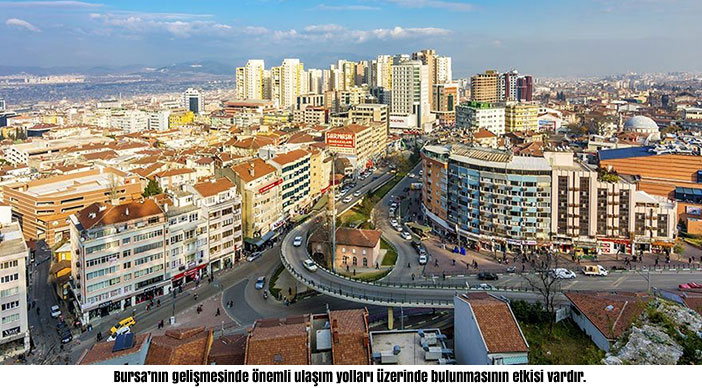 Bursa'nın gelişmesinde önemli ulaşım yolları üzerinde bulunmasının etkisi vardır.